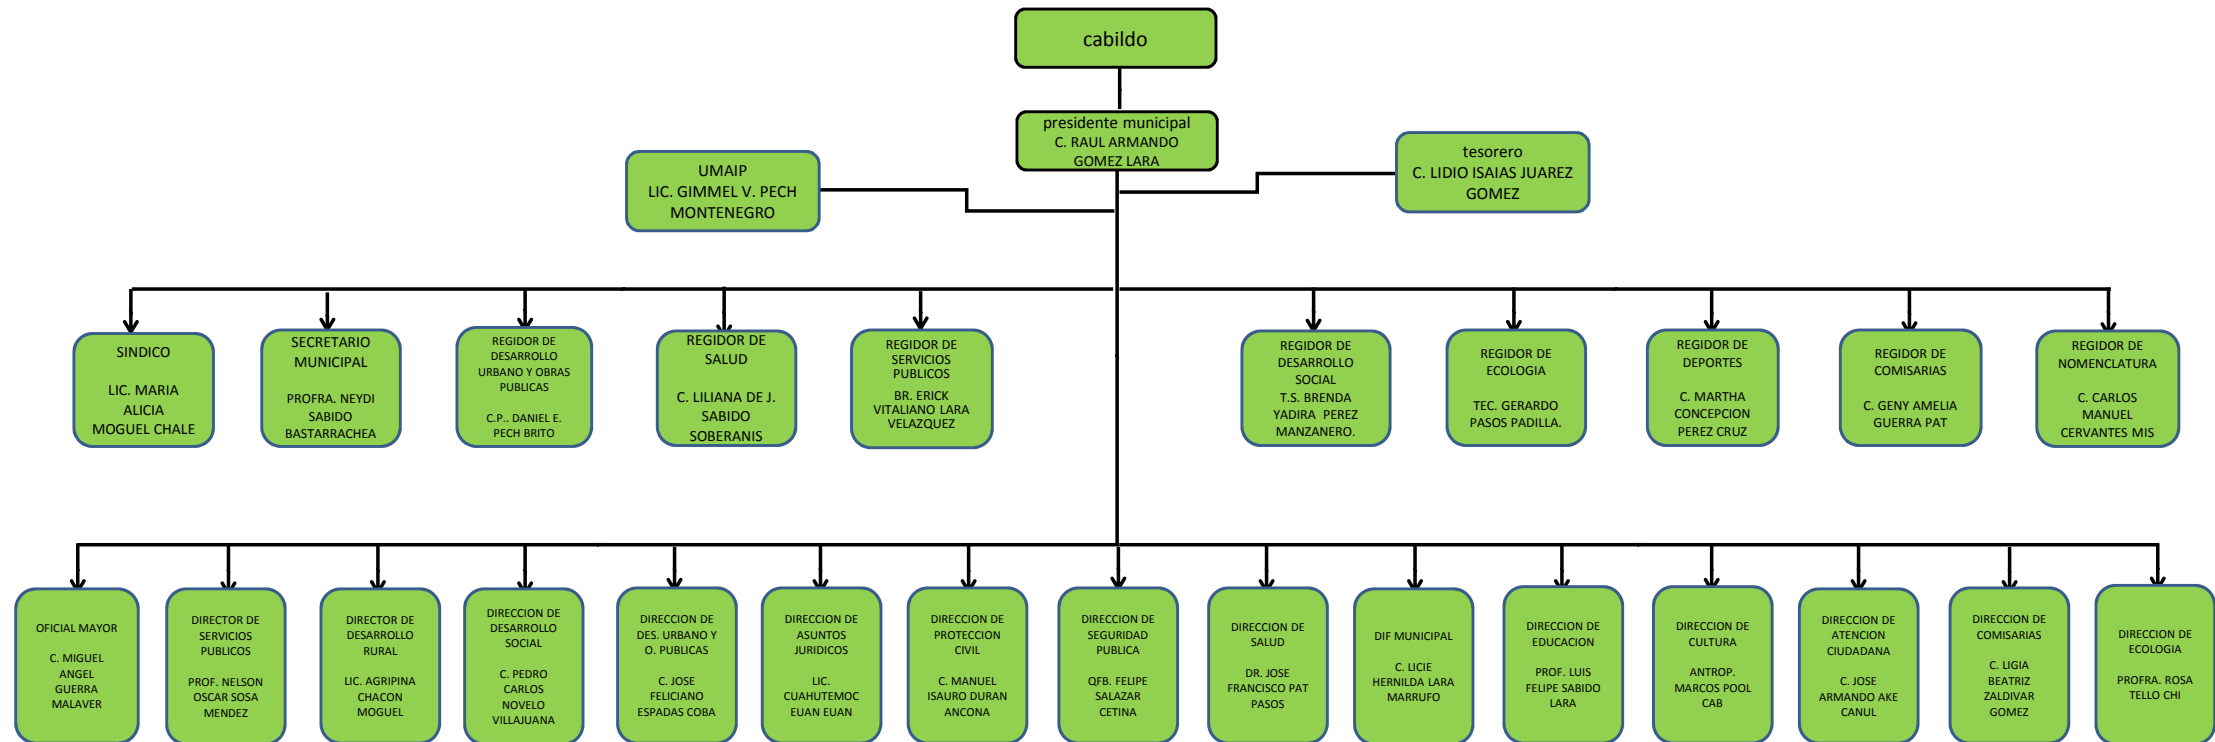 cabildo
presidente municipal
C. RAUL ARMANDO
GOMEZ LARA
UMAIP
LIC. GIMMEL V. PECH
MONTENEGRO
tesorero
C. LIDIO ISAIAS JUAREZ
GOMEZ
SINDICO
LIC. MARIA
ALICIA
MOGUEL CHALE
SECRETARIO
MUNICIPAL
PROFRA. NEYDI
SABIDO
BASTARRACHEA
REGIDOR DE
DESARROLLO
URBANO Y OBRAS
PUBLICAS
C.P.. DANIEL E.
PECH BRITO
REGIDOR DE
SALUD
C. LILIANA DE J.
SABIDO
SOBERANIS
REGIDOR DE
SERVICIOS
PUBLICOS
BR. ERICK
VITALIANO LARA
VELAZQUEZ
REGIDOR DE
DESARROLLO
SOCIAL
T.S. BRENDA
YADIRA PEREZ
MANZANERO.
REGIDOR DE
ECOLOGIA
TEC. GERARDO
PASOS PADILLA.
REGIDOR DE
DEPORTES
C. MARTHA
CONCEPCION
PEREZ CRUZ
REGIDOR DE
COMISARIAS
C. GENY AMELIA
GUERRA PAT
REGIDOR DE
NOMENCLATURA
C. CARLOS
MANUEL
CERVANTES MIS
OFICIAL MAYOR
C. MIGUEL
ANGEL
GUERRA
MALAVER
DIRECTOR DE
SERVICIOS
PUBLICOS
PROF. NELSON
OSCAR SOSA
MENDEZ
DIRECTOR DE
DESARROLLO
RURAL
LIC. AGRIPINA
CHACON
MOGUEL
DIRECCION DE
DESARROLLO
SOCIAL
C. PEDRO
CARLOS
NOVELO
VILLAJUANA
DIRECCION DE
DES. URBANO Y
O. PUBLICAS
C. JOSE
FELICIANO
ESPADAS COBA
DIRECCION DE
ASUNTOS
JURIDICOS
LIC.
CUAHUTEMOC
EUAN EUAN
DIRECCION DE
PROTECCION
CIVIL
C. MANUEL
ISAURO DURAN
ANCONA
DIRECCION DE
SEGURIDAD
PUBLICA
QFB. FELIPE
SALAZAR
CETINA
DIRECCION DE
SALUD
DR. JOSE
FRANCISCO PAT
PASOS
DIF MUNICIPAL
C. LICIE
HERNILDA LARA
MARRUFO
DIRECCION DE
EDUCACION
PROF. LUIS
FELIPE SABIDO
LARA
DIRECCION DE
CULTURA
ANTROP.
MARCOS POOL
CAB
DIRECCION DE
ATENCION
CIUDADANA
C. JOSE
ARMANDO AKE
CANUL
DIRECCION DE
COMISARIAS
C. LIGIA
BEATRIZ
ZALDIVAR
GOMEZ
DIRECCION DE
ECOLOGIA
PROFRA. ROSA
TELLO CHI